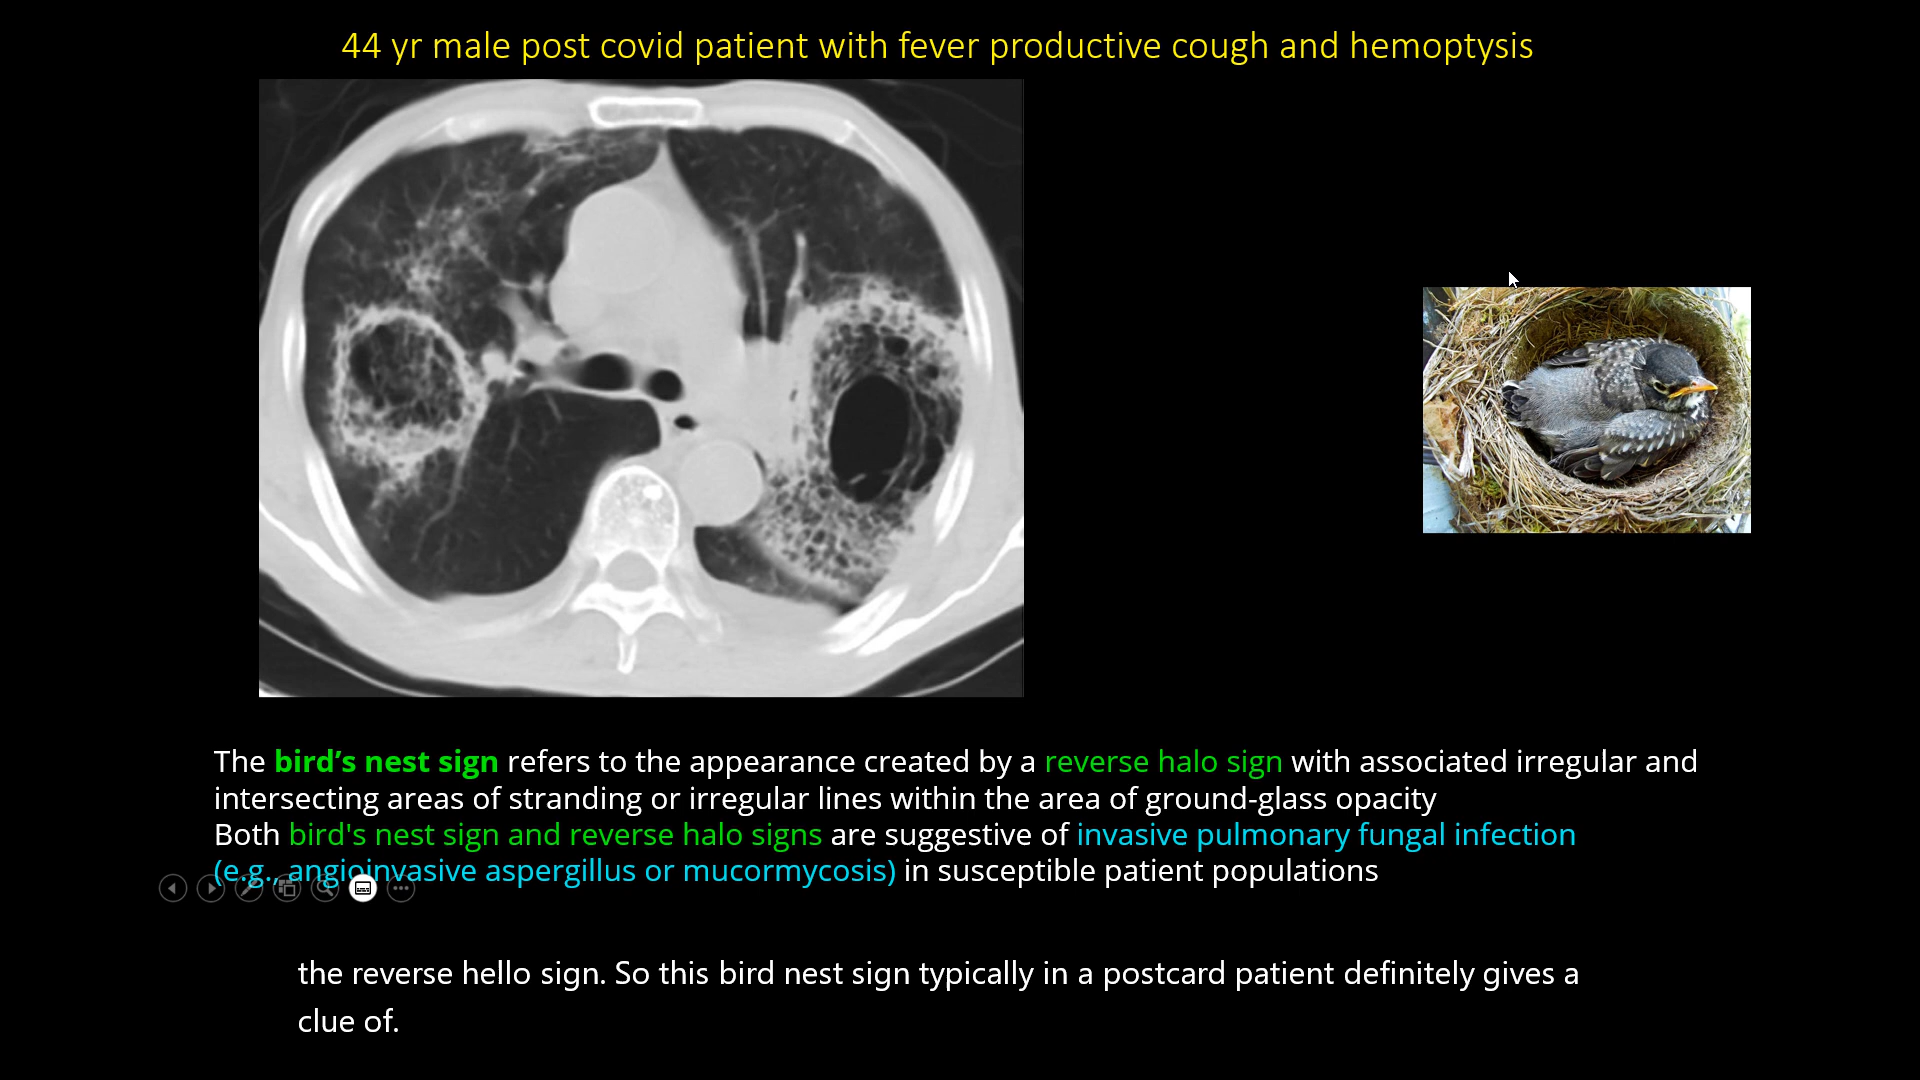 44 yr male post covid patient with fever productive cough and hemoptysis
The bird’s nest sign refers to the appearance created by a reverse halo sign with associated irregular and
intersecting areas of stranding or irregular lines within the area of ground-glass opacity
Both bird's nest sign and reverse halo signs are suggestive of invasive pulmonary fungal infection
(e.g., angioinvasive aspergillus or mucormycosis) in susceptible patient populations
the reverse hello sign. So this bird nest sign typically in a postcard patient definitely gives a
clue of.